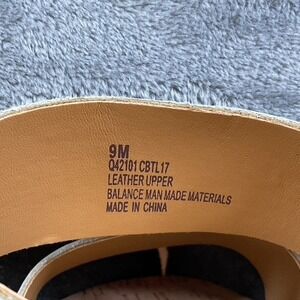 9M
Q42101 CBTL17
LEATHER UPPER
BALANCE MAN MADE MATERIALS
MADE IN CHINA